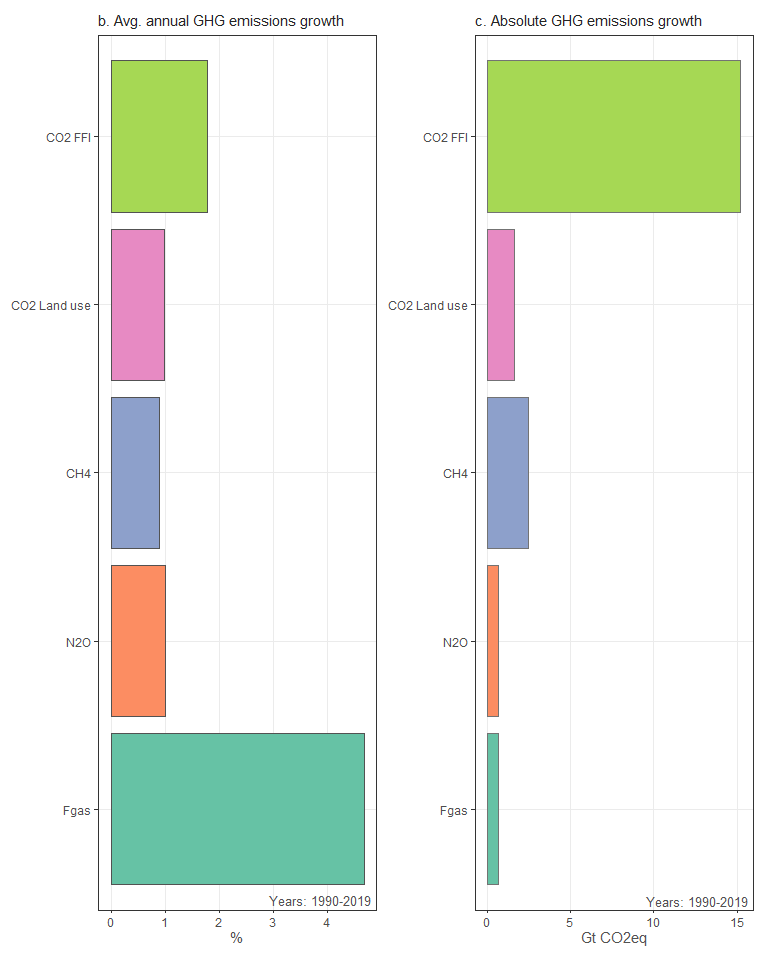 b. Avg. annual GHG emissions growth
CO2 FFI
CO2 Land use
CH4
N2O
Fgas
Years: 1990-2019
0 1 2 3 4
%
c. Absolute GHG emissions growth
CO2 FFI
CO2 Land use
CH4
N2O
Fgas
Years: 1990-2019
0 5 10 15
Gt CO2eq